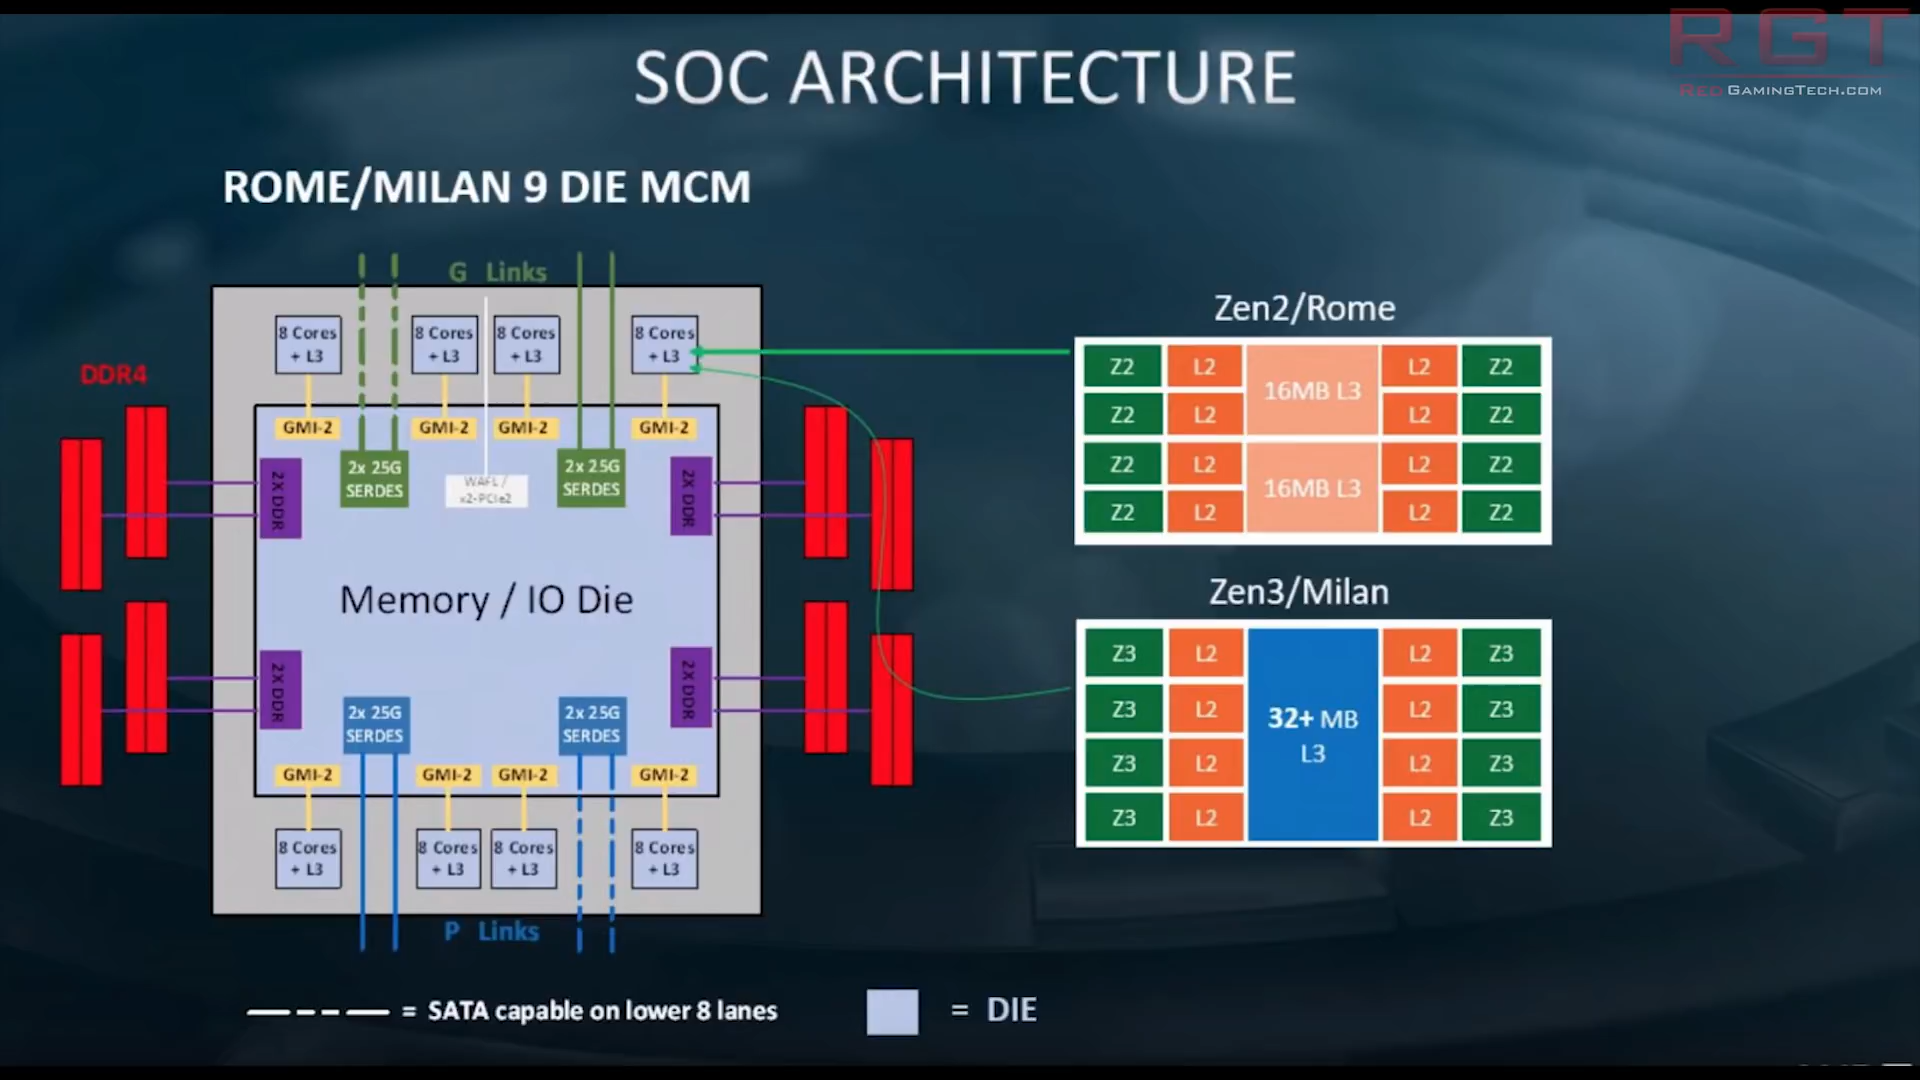 RGT
REDGAMINGTECH.COM
SOC ARCHITECTURE
ROME/MILAN 9 DIE MCM
G Links
8 Cores + L3
8 Cores + L3
8 Cores + L3
8 Cores + L3
DDR4
GMI-2
GMI-2
GMI-2
GMI-2
2X DDR
2x 25G SERDES
WAFL / x2-PCIe2
2x 25G SERDES
2X DDR
Memory / IO Die
2X DDR
2x 25G SERDES
2x 25G SERDES
2X DDR
GMI-2
GMI-2
GMI-2
GMI-2
8 Cores + L3
8 Cores + L3
8 Cores + L3
8 Cores + L3
P Links
= SATA capable on lower 8 lanes
= DIE
Zen2/Rome
Z2 L2 16MB L3 L2 Z2
Z2 L2 L2 Z2
Z2 L2 16MB L3 L2 Z2
Z2 L2 L2 Z2
Zen3/Milan
Z3 L2 L2 Z3
Z3 L2 32+ MB L3 L2 Z3
Z3 L2 L2 Z3
Z3 L2 L2 Z3